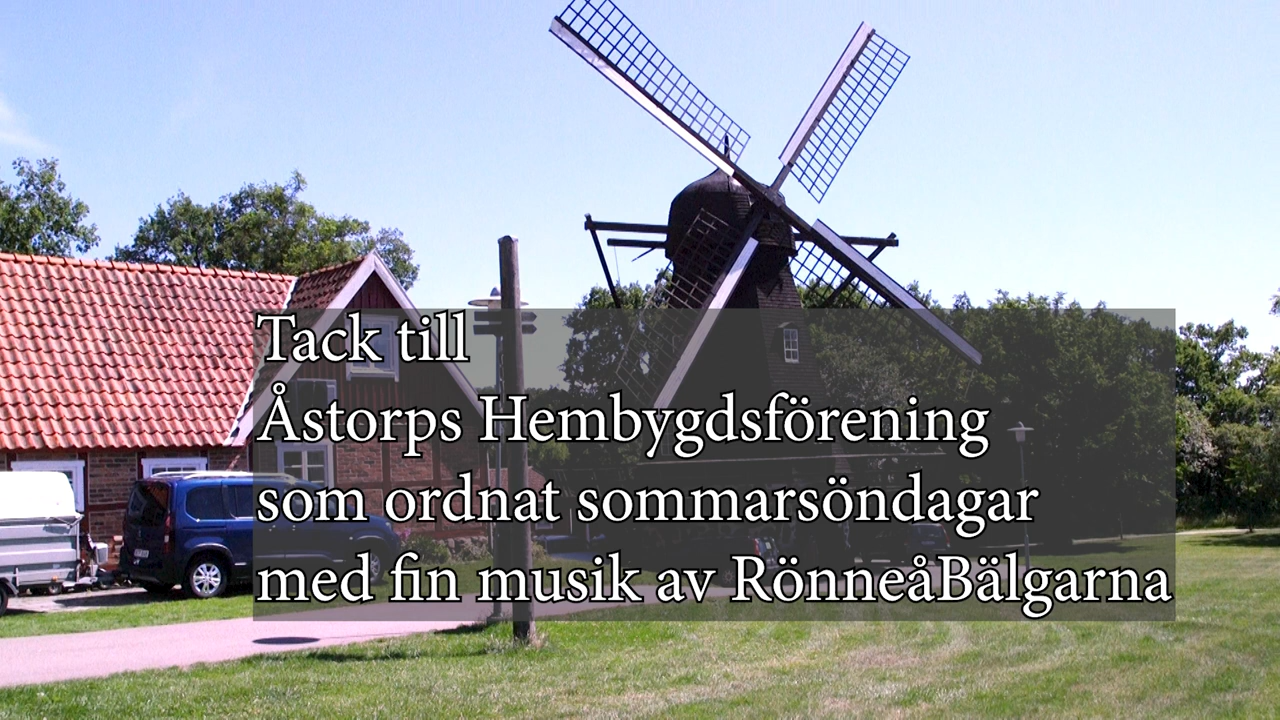 Tack till
Åstorps Hembygdsförening
som ordnat sommarsöndagar
med fin musik av RönneåBälgarna